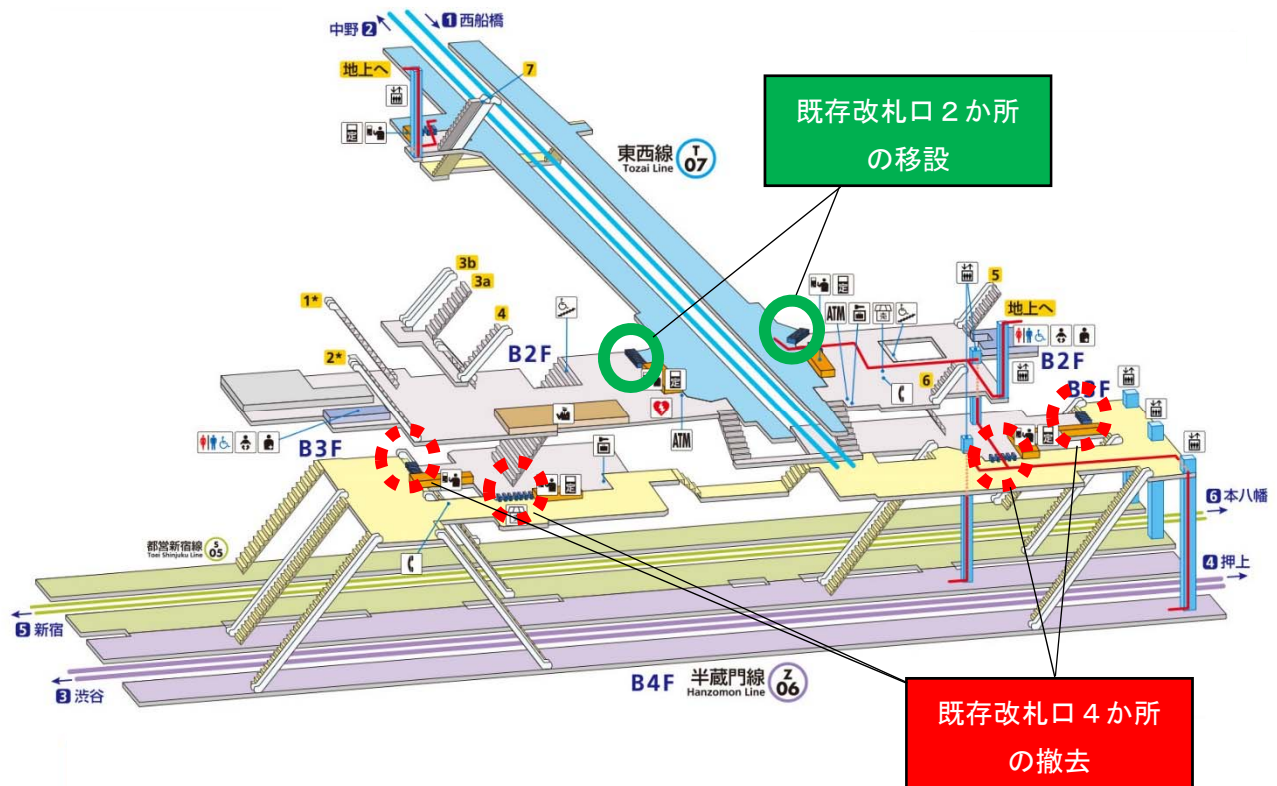 中野 2
1 西船橋
地上へ
7
既存改札口２か所
の移設
東西線
Tozai Line
T
07
3b
3a
1*
4
2*
B2F
ATM
5
地上へ
B2F
6
B3F
ATM
B3F
都営新宿線
Toei Shinjuku Line
S
05
6 本八幡
4 押上
5 新宿
3 渋谷
B4F
半蔵門線
Hanzomon Line
Z
06
既存改札口４か所
の撤去